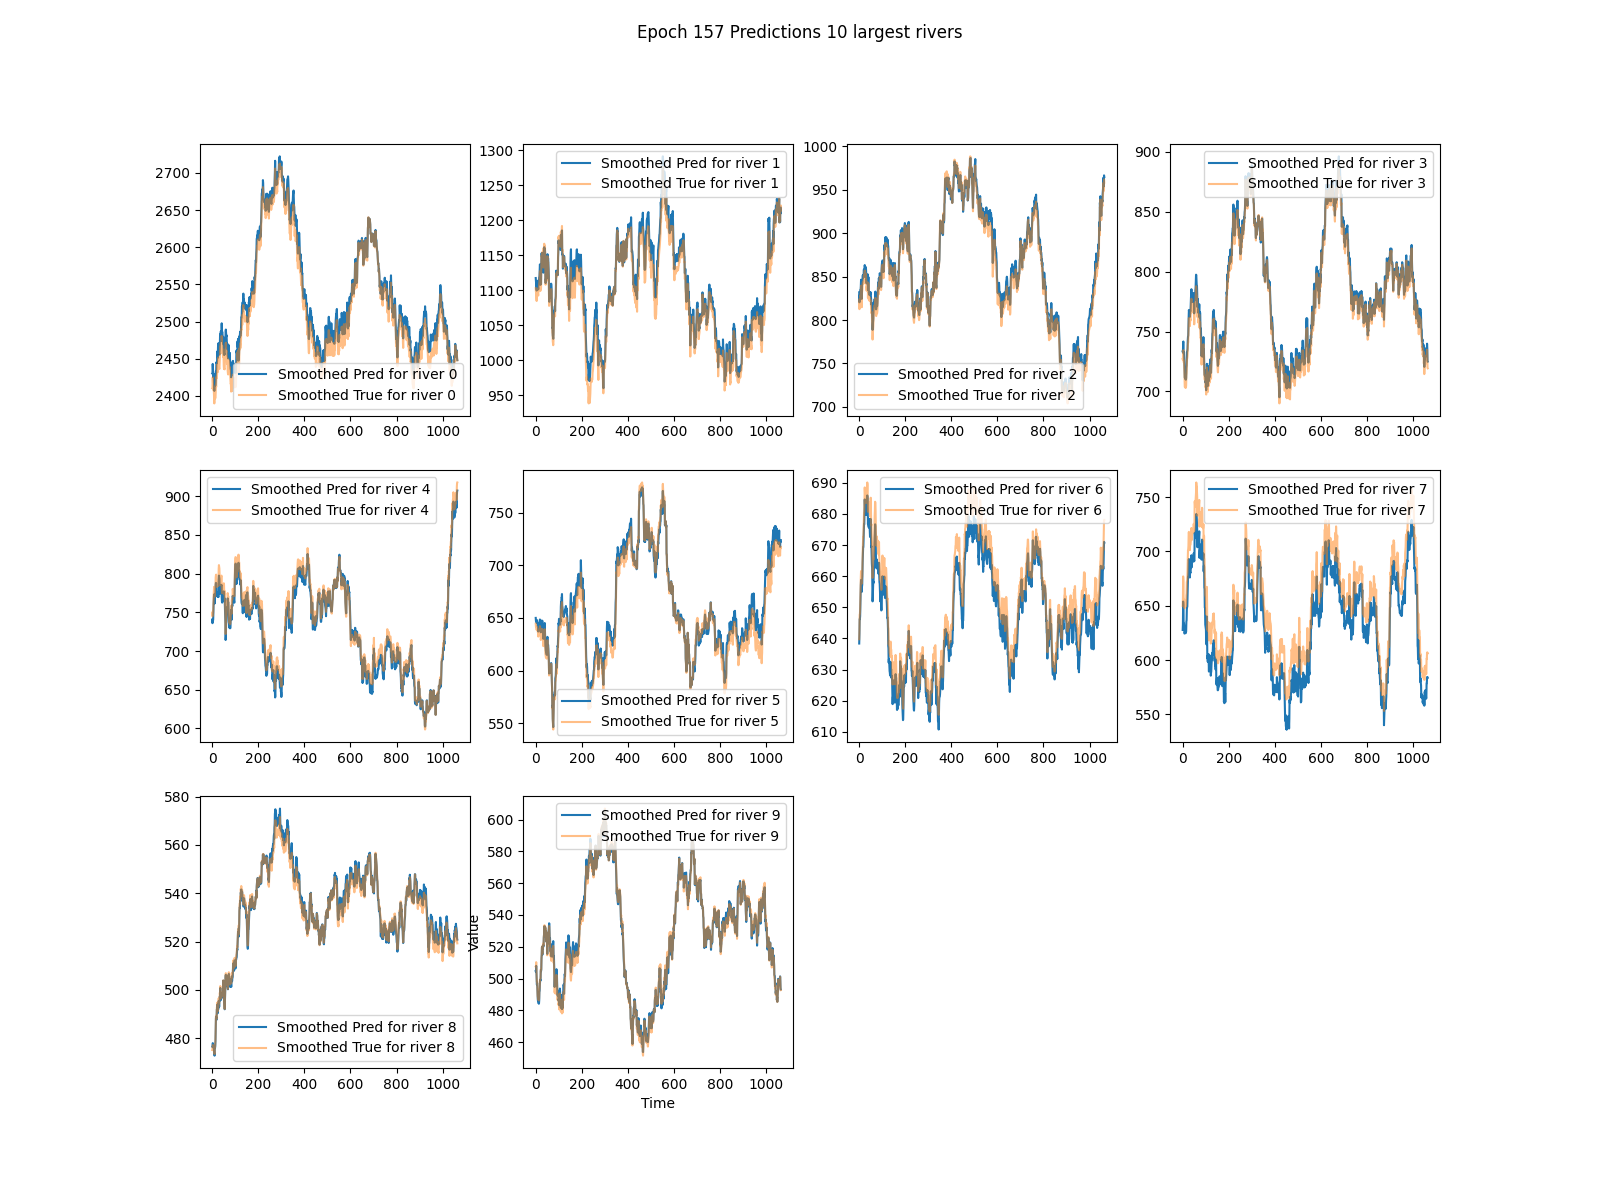 Epoch 157 Predictions 10 largest rivers
Smoothed Pred for river 0
Smoothed True for river 0
2700
2650
2600
2550
2500
2450
2400
0 200 400 600 800 1000
Smoothed Pred for river 1
Smoothed True for river 1
1300
1250
1200
1150
1100
1050
1000
950
0 200 400 600 800 1000
Smoothed Pred for river 2
Smoothed True for river 2
1000
950
900
850
800
750
700
0 200 400 600 800 1000
Smoothed Pred for river 3
Smoothed True for river 3
900
850
800
750
700
0 200 400 600 800 1000
Smoothed Pred for river 4
Smoothed True for river 4
900
850
800
750
700
650
600
0 200 400 600 800 1000
Smoothed Pred for river 5
Smoothed True for river 5
750
700
650
600
550
0 200 400 600 800 1000
Smoothed Pred for river 6
Smoothed True for river 6
690
680
670
660
650
640
630
620
610
0 200 400 600 800 1000
Smoothed Pred for river 7
Smoothed True for river 7
750
700
650
600
550
0 200 400 600 800 1000
Smoothed Pred for river 8
Smoothed True for river 8
580
560
540
520
500
480
0 200 400 600 800 1000
Smoothed Pred for river 9
Smoothed True for river 9
600
580
560
540
520
500
480
460
0 200 400 600 800 1000
Value
Time